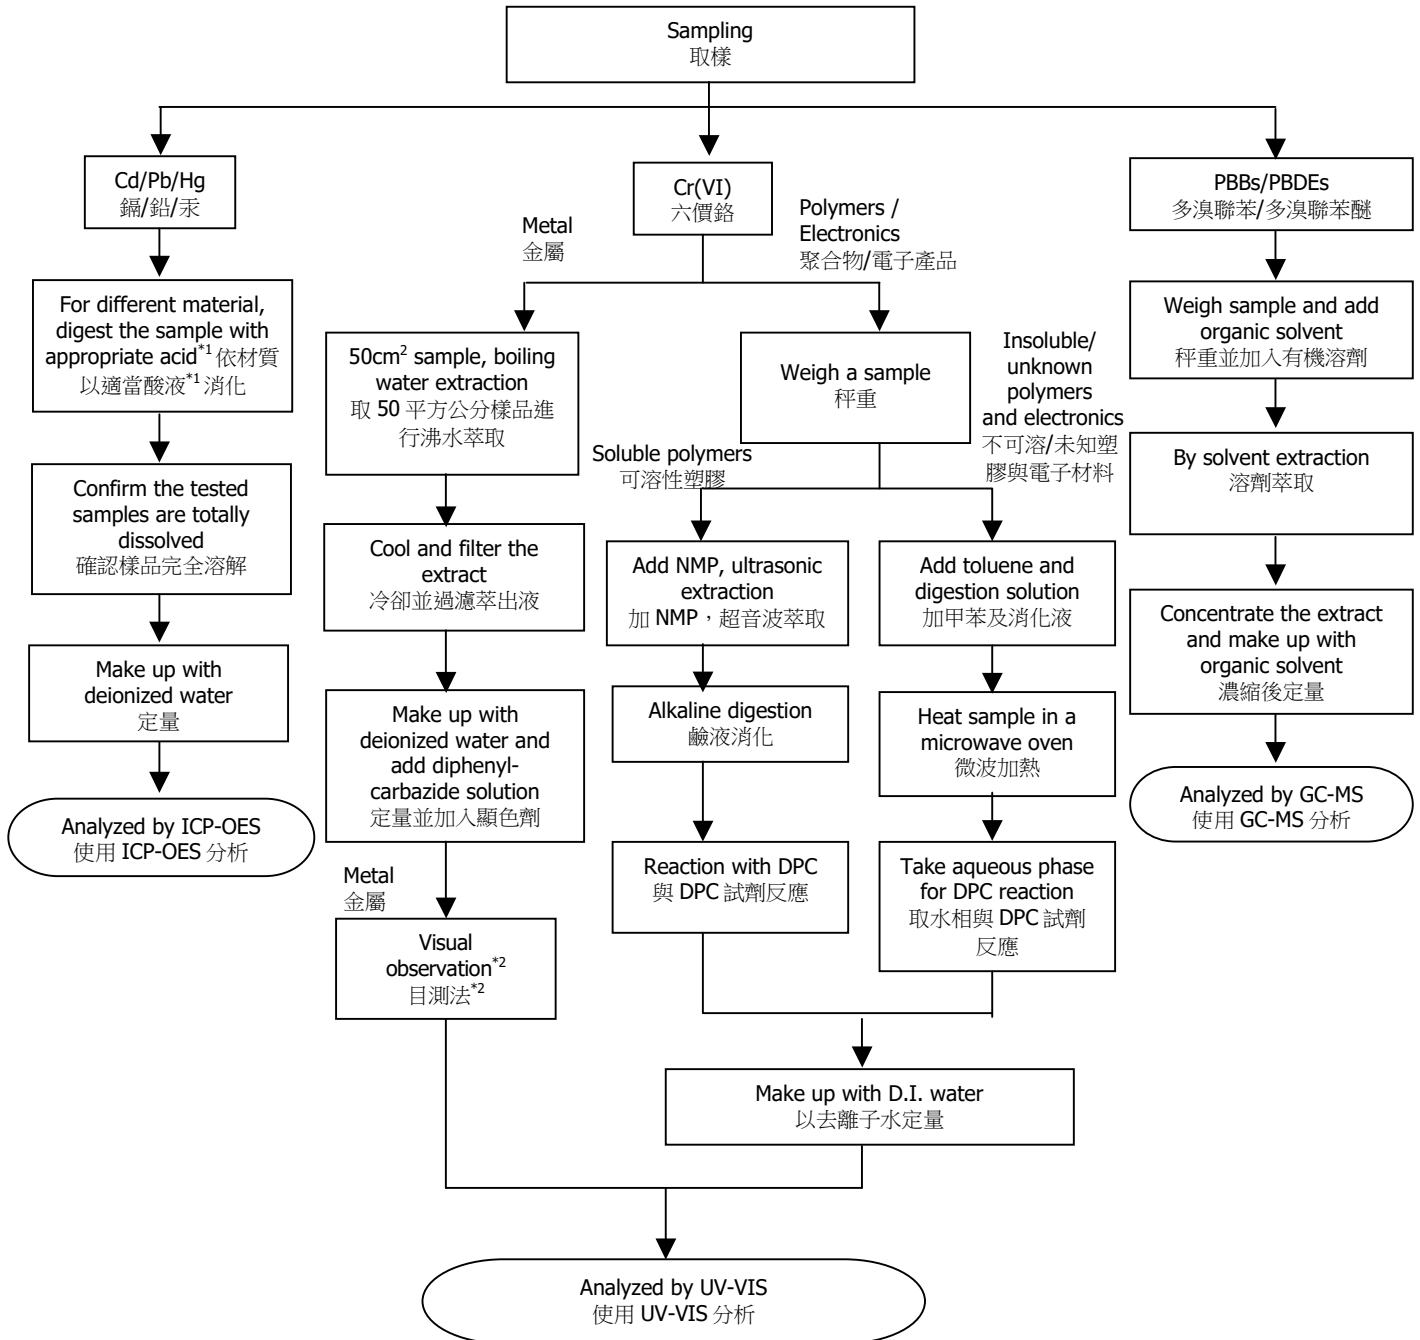 Sampling
取樣
Cd/Pb/Hg
鎘/鉛/汞
For different material,
digest the sample with
appropriate acid*1 依材質
以適當酸液*1 消化
Confirm the tested
samples are totally
dissolved
確認樣品完全溶解
Make up with
deionized water
定量
Analyzed by ICP-OES
使用 ICP-OES 分析
Cr(VI)
六價鉻
Metal
金屬
Polymers /
Electronics
聚合物/電子產品
50cm² sample, boiling
water extraction
取 50 平方公分樣品進
行沸水萃取
Cool and filter the
extract
冷卻並過濾萃出液
Make up with
deionized water and
add diphenyl-
carbazide solution
定量並加入顯色劑
Metal
金屬
Visual
observation*2
目測法*2
Weigh a sample
秤重
Soluble polymers
可溶性塑膠
Insoluble/
unknown
polymers
and electronics
不可溶/未知塑
膠與電子材料
Add NMP, ultrasonic
extraction
加 NMP，超音波萃取
Alkaline digestion
鹼液消化
Reaction with DPC
與 DPC 試劑反應
Add toluene and
digestion solution
加甲苯及消化液
Heat sample in a
microwave oven
微波加熱
Take aqueous phase
for DPC reaction
取水相與 DPC 試劑
反應
Make up with D.I. water
以去離子水定量
Analyzed by UV-VIS
使用 UV-VIS 分析
PBBs/PBDEs
多溴聯苯/多溴聯苯醚
Weigh sample and add
organic solvent
秤重並加入有機溶劑
By solvent extraction
溶劑萃取
Concentrate the extract
and make up with
organic solvent
濃縮後定量
Analyzed by GC-MS
使用 GC-MS 分析